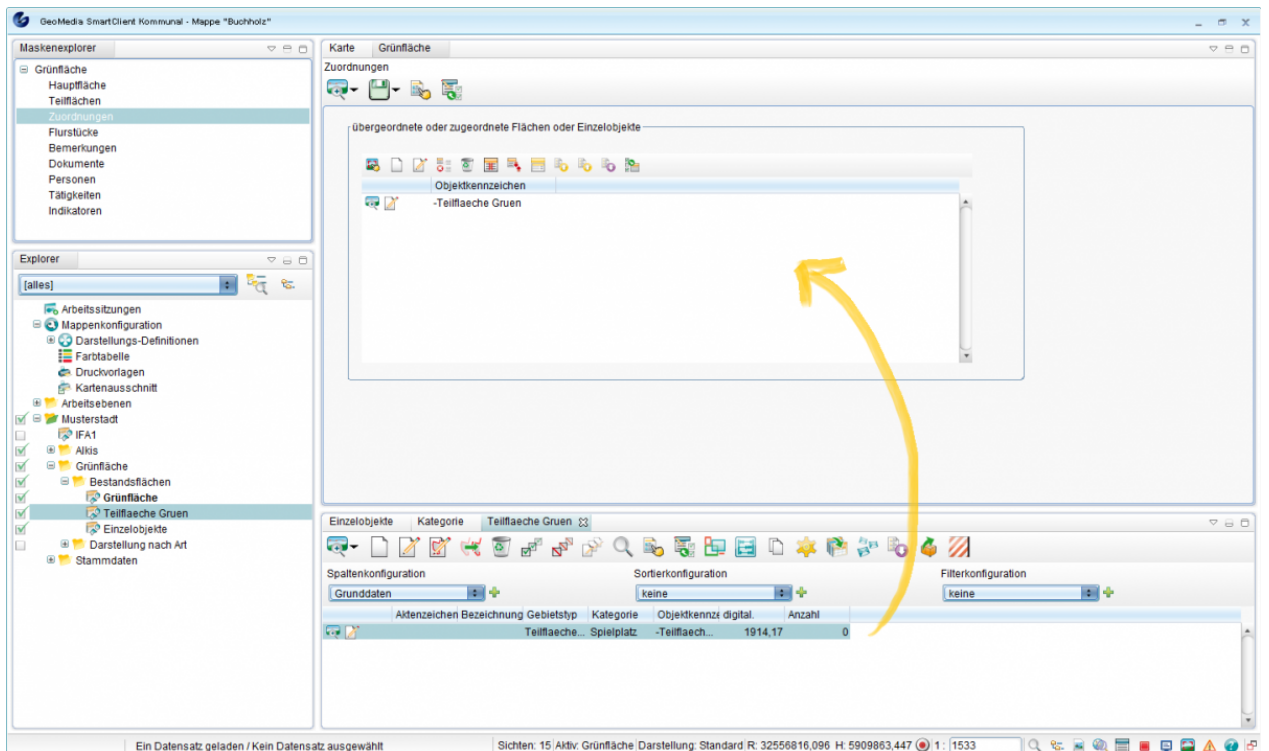 GeoMedia SmartClient Kommunal - Mappe "Buchholz"
Maskenexplorer
Grünfläche
Hauptfläche
Teilflächen
Zuordnungen
Flurstücke
Bemerkungen
Dokumente
Personen
Tätigkeiten
Indikatoren
Explorer
[alles]
Arbeitssitzungen
Mappenkonfiguration
Darstellungs-Definitionen
Farbtabelle
Druckvorlagen
Kartenausschnitt
Arbeitsebenen
Musterstadt
IFA1
Alkis
Grünfläche
Bestandsflächen
Grünfläche
Teilflaeche Gruen
Einzelobjekte
Darstellung nach Art
Stammdaten
Karte Grünfläche
Zuordnungen
übergeordnete oder zugeordnete Flächen oder Einzelobjekte
Objektkennzeichen
-Teilflaeche Gruen
Einzelobjekte Kategorie Teilflaeche Gruen
Spaltenkonfiguration Sortierkonfiguration Filterkonfiguration
Grunddaten keine keine
Aktenzeichen Bezeichnung Gebietstyp Kategorie Objektkennze digital. Anzahl
Teilflaeche... Spielplatz -Teilflaech... 1914,17 0
Ein Datensatz geladen / Kein Datensatz ausgewählt
Sichten: 15 Aktiv: Grünfläche Darstellung: Standard R: 32556816,096 H: 5909863,447 1 : 1533